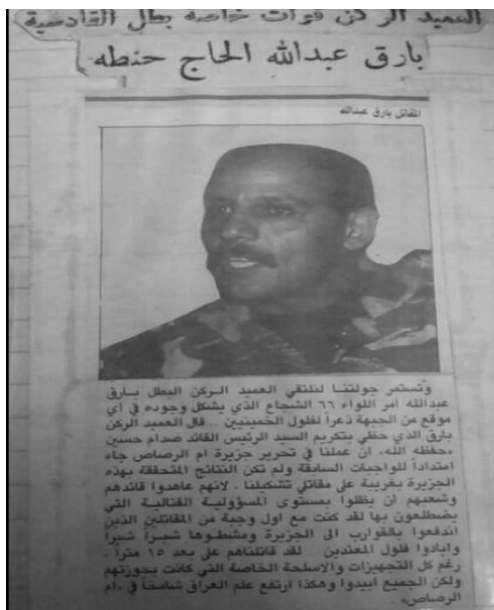 العميد الركن قوات خاصة بطل القادسية
بارق عبدالله الحاج حنطه
المقاتل بارق عبدالله
وتستمر جولتنا لنلتقي العميد الركن البطل بارق
عبدالله آمر اللواء ٦٦ الشجاع الذي يشكل وجوده في أي
موقع من الجبهة ذعراً لفلول الخمينيين .. قال العميد الركن
بارق الذي حظي بتكريم السيد الرئيس القائد صدام حسين
«حفظه الله» ان عملنا في تحرير جزيرة ام الرصاص جاء
امتداداً للواجبات السابقة ولم تكن النتائج المتحققة بهذه
الجزيرة بغريبة على مقاتلي تشكيلنا . لانهم عاهدوا قائدهم
وشعبهم ان يظلوا بمستوى المسؤولية القتالية التي
يضطلعون بها لقد كنت مع اول وجبة من المقاتلين الذين
اندفعوا بالقوارب الى الجزيرة ومشطوها شبراً شبراً
وابادوا فلول المعتدين . لقد قاتلناهم على بعد ١٥ متراً .
رغم كل التجهيزات والاسلحة الخاصة التي كانت بحوزتهم
ولكن الجميع ابيدوا وهكذا ارتفع علم العراق شامخاً في «ام
الرصاص»